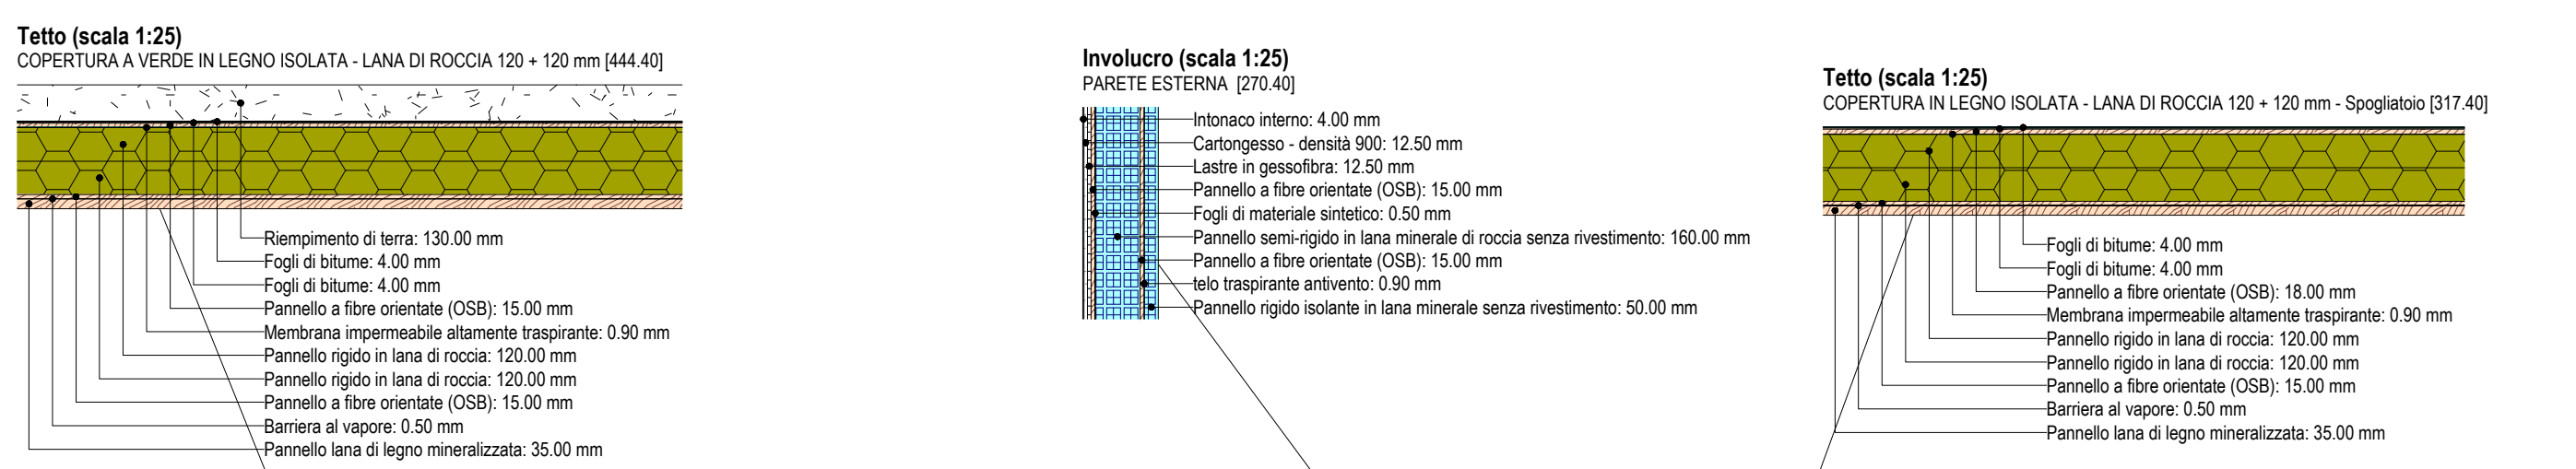 Tetto (scala 1:25)
COPERTURA A VERDE IN LEGNO ISOLATA - LANA DI ROCCIA 120 + 120 mm [444.40]
Riempimento di terra: 130.00 mm
Fogli di bitume: 4.00 mm
Fogli di bitume: 4.00 mm
Pannello a fibre orientate (OSB): 15.00 mm
Membrana impermeabile altamente traspirante: 0.90 mm
Pannello rigido in lana di roccia: 120.00 mm
Pannello rigido in lana di roccia: 120.00 mm
Pannello a fibre orientate (OSB): 15.00 mm
Barriera al vapore: 0.50 mm
Pannello lana di legno mineralizzata: 35.00 mm
Involucro (scala 1:25)
PARETE ESTERNA [270.40]
Intonaco interno: 4.00 mm
Cartongesso - densità 900: 12.50 mm
Lastre in gessofibra: 12.50 mm
Pannello a fibre orientate (OSB): 15.00 mm
Fogli di materiale sintetico: 0.50 mm
Pannello semi-rigido in lana minerale di roccia senza rivestimento: 160.00 mm
Pannello a fibre orientate (OSB): 15.00 mm
telo traspirante antivento: 0.90 mm
Pannello rigido isolante in lana minerale senza rivestimento: 50.00 mm
Tetto (scala 1:25)
COPERTURA IN LEGNO ISOLATA - LANA DI ROCCIA 120 + 120 mm - Spogliatoio [317.40]
Fogli di bitume: 4.00 mm
Fogli di bitume: 4.00 mm
Pannello a fibre orientate (OSB): 18.00 mm
Membrana impermeabile altamente traspirante: 0.90 mm
Pannello rigido in lana di roccia: 120.00 mm
Pannello rigido in lana di roccia: 120.00 mm
Pannello a fibre orientate (OSB): 15.00 mm
Barriera al vapore: 0.50 mm
Pannello lana di legno mineralizzata: 35.00 mm